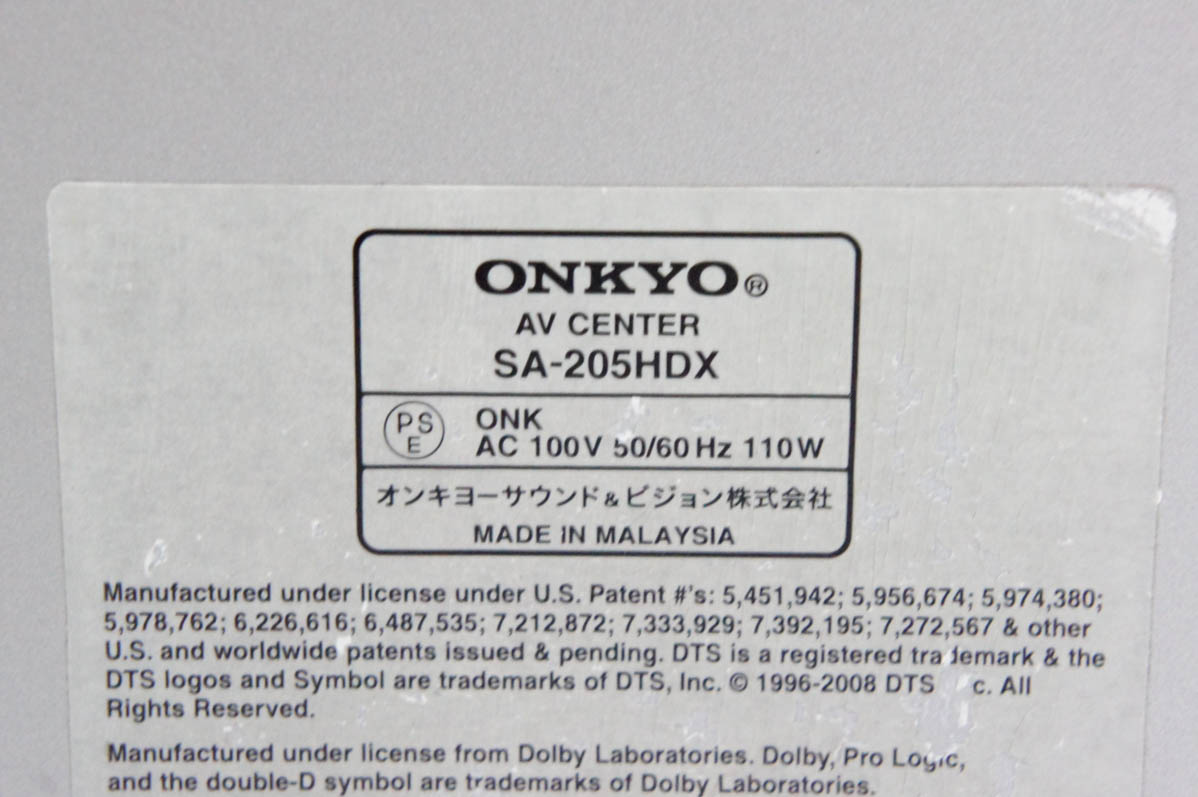 ONKYO®
AV CENTER
SA-205HDX
PS
E
ONK
AC 100V 50/60 Hz 110W
オンキヨーサウンド&ビジョン株式会社
MADE IN MALAYSIA
Manufactured under license under U.S. Patent #'s: 5,451,942; 5,956,674; 5,974,380;
5,978,762; 6,226,616; 6,487,535; 7,212,872; 7,333,929; 7,392,195; 7,272,567 & other
U.S. and worldwide patents issued & pending. DTS is a registered trademark & the
DTS logos and Symbol are trademarks of DTS, Inc. © 1996-2008 DTS c. All
Rights Reserved.
Manufactured under license from Dolby Laboratories. Dolby, Pro Logic,
and the double-D symbol are trademarks of Dolby Laboratories.